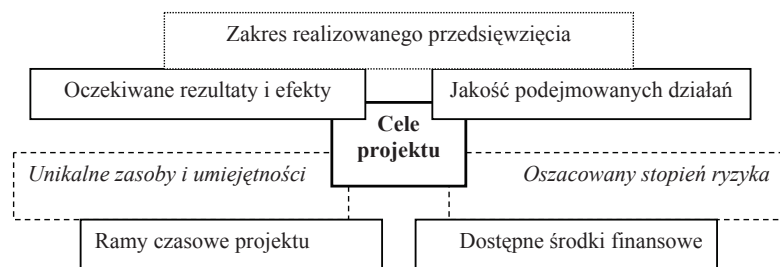 Zakres realizowanego przedsięwzięcia
Oczekiwane rezultaty i efekty
Jakość podejmowanych działań
Cele
projektu
Unikalne zasoby i umiejętności
Oszacowany stopień ryzyka
Ramy czasowe projektu
Dostępne środki finansowe